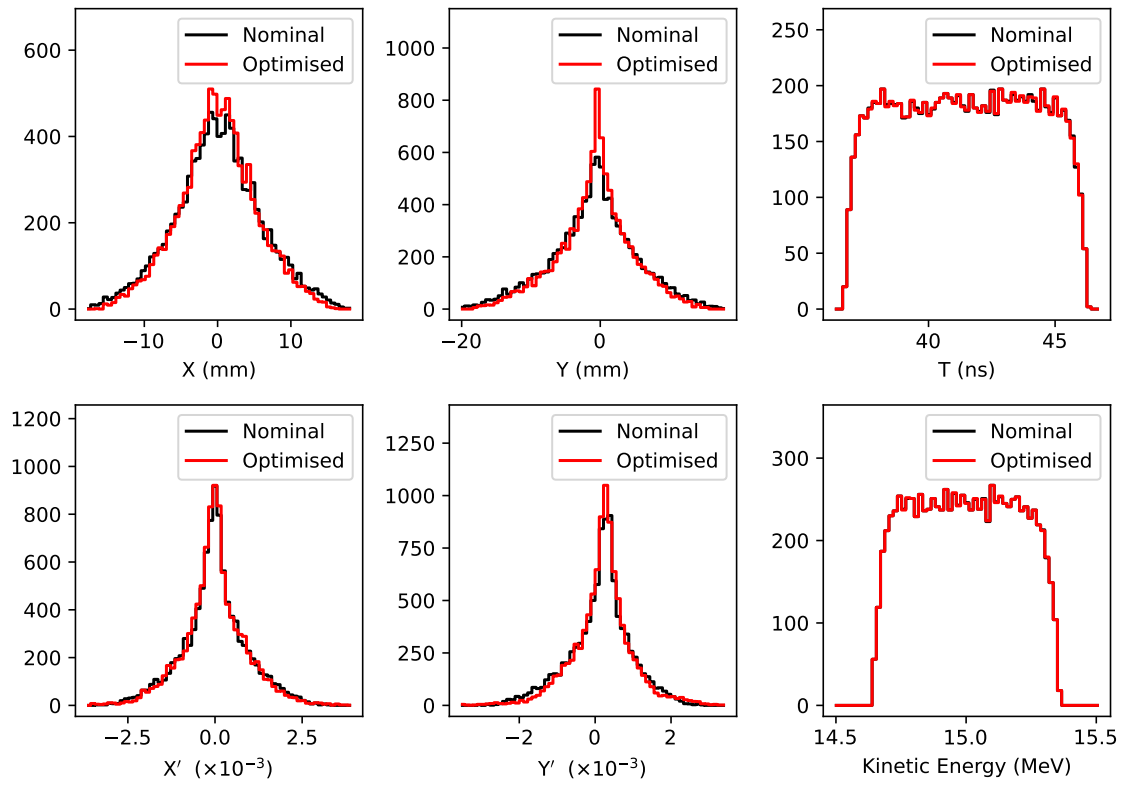 600
400
200
0
−10
0
10
X (mm)
Nominal
Optimised
1000
800
600
400
200
0
−20
0
Y (mm)
Nominal
Optimised
250
200
150
100
50
0
40
45
T (ns)
Nominal
Optimised
1200
1000
800
600
400
200
0
−2.5
0.0
2.5
X′ (×10⁻³)
Nominal
Optimised
1250
1000
750
500
250
0
−2
0
2
Y′ (×10⁻³)
Nominal
Optimised
300
200
100
0
14.5
15.0
15.5
Kinetic Energy (MeV)
Nominal
Optimised